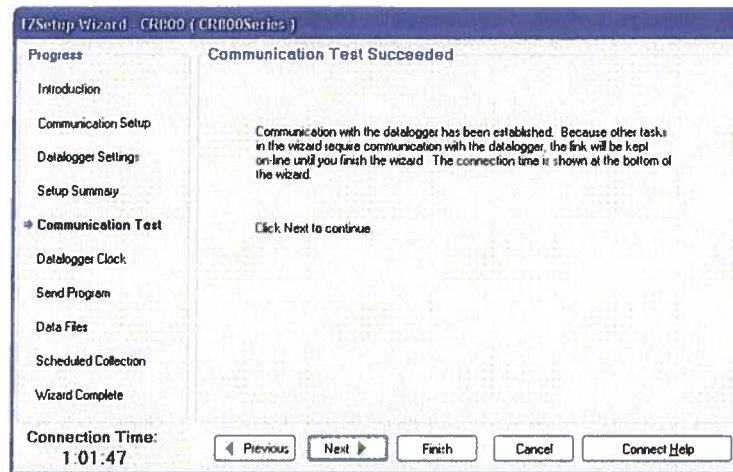 EZSetup Wizard - CR800 ( CR800Series )
Progress
Introduction
Communication Setup
Datalogger Settings
Setup Summary
Communication Test
Datalogger Clock
Send Program
Data Files
Scheduled Collection
Wizard Complete
Connection Time:
1:01:47
Communication Test Succeeded
Communication with the datalogger has been established. Because other tasks
in the wizard require communication with the datalogger, the link will be kept
on-line until you finish the wizard. The connection time is shown at the bottom of
the wizard.
Click Next to continue.
Previous
Next
Finish
Cancel
Connect Help